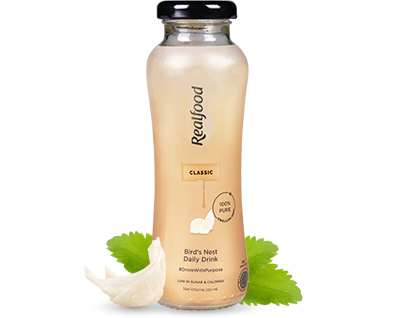 Realfood
CLASSIC
100%
PURE
Bird's Nest
Daily Drink
#DrinkWithPurpose
LOW IN SUGAR & CALORIES